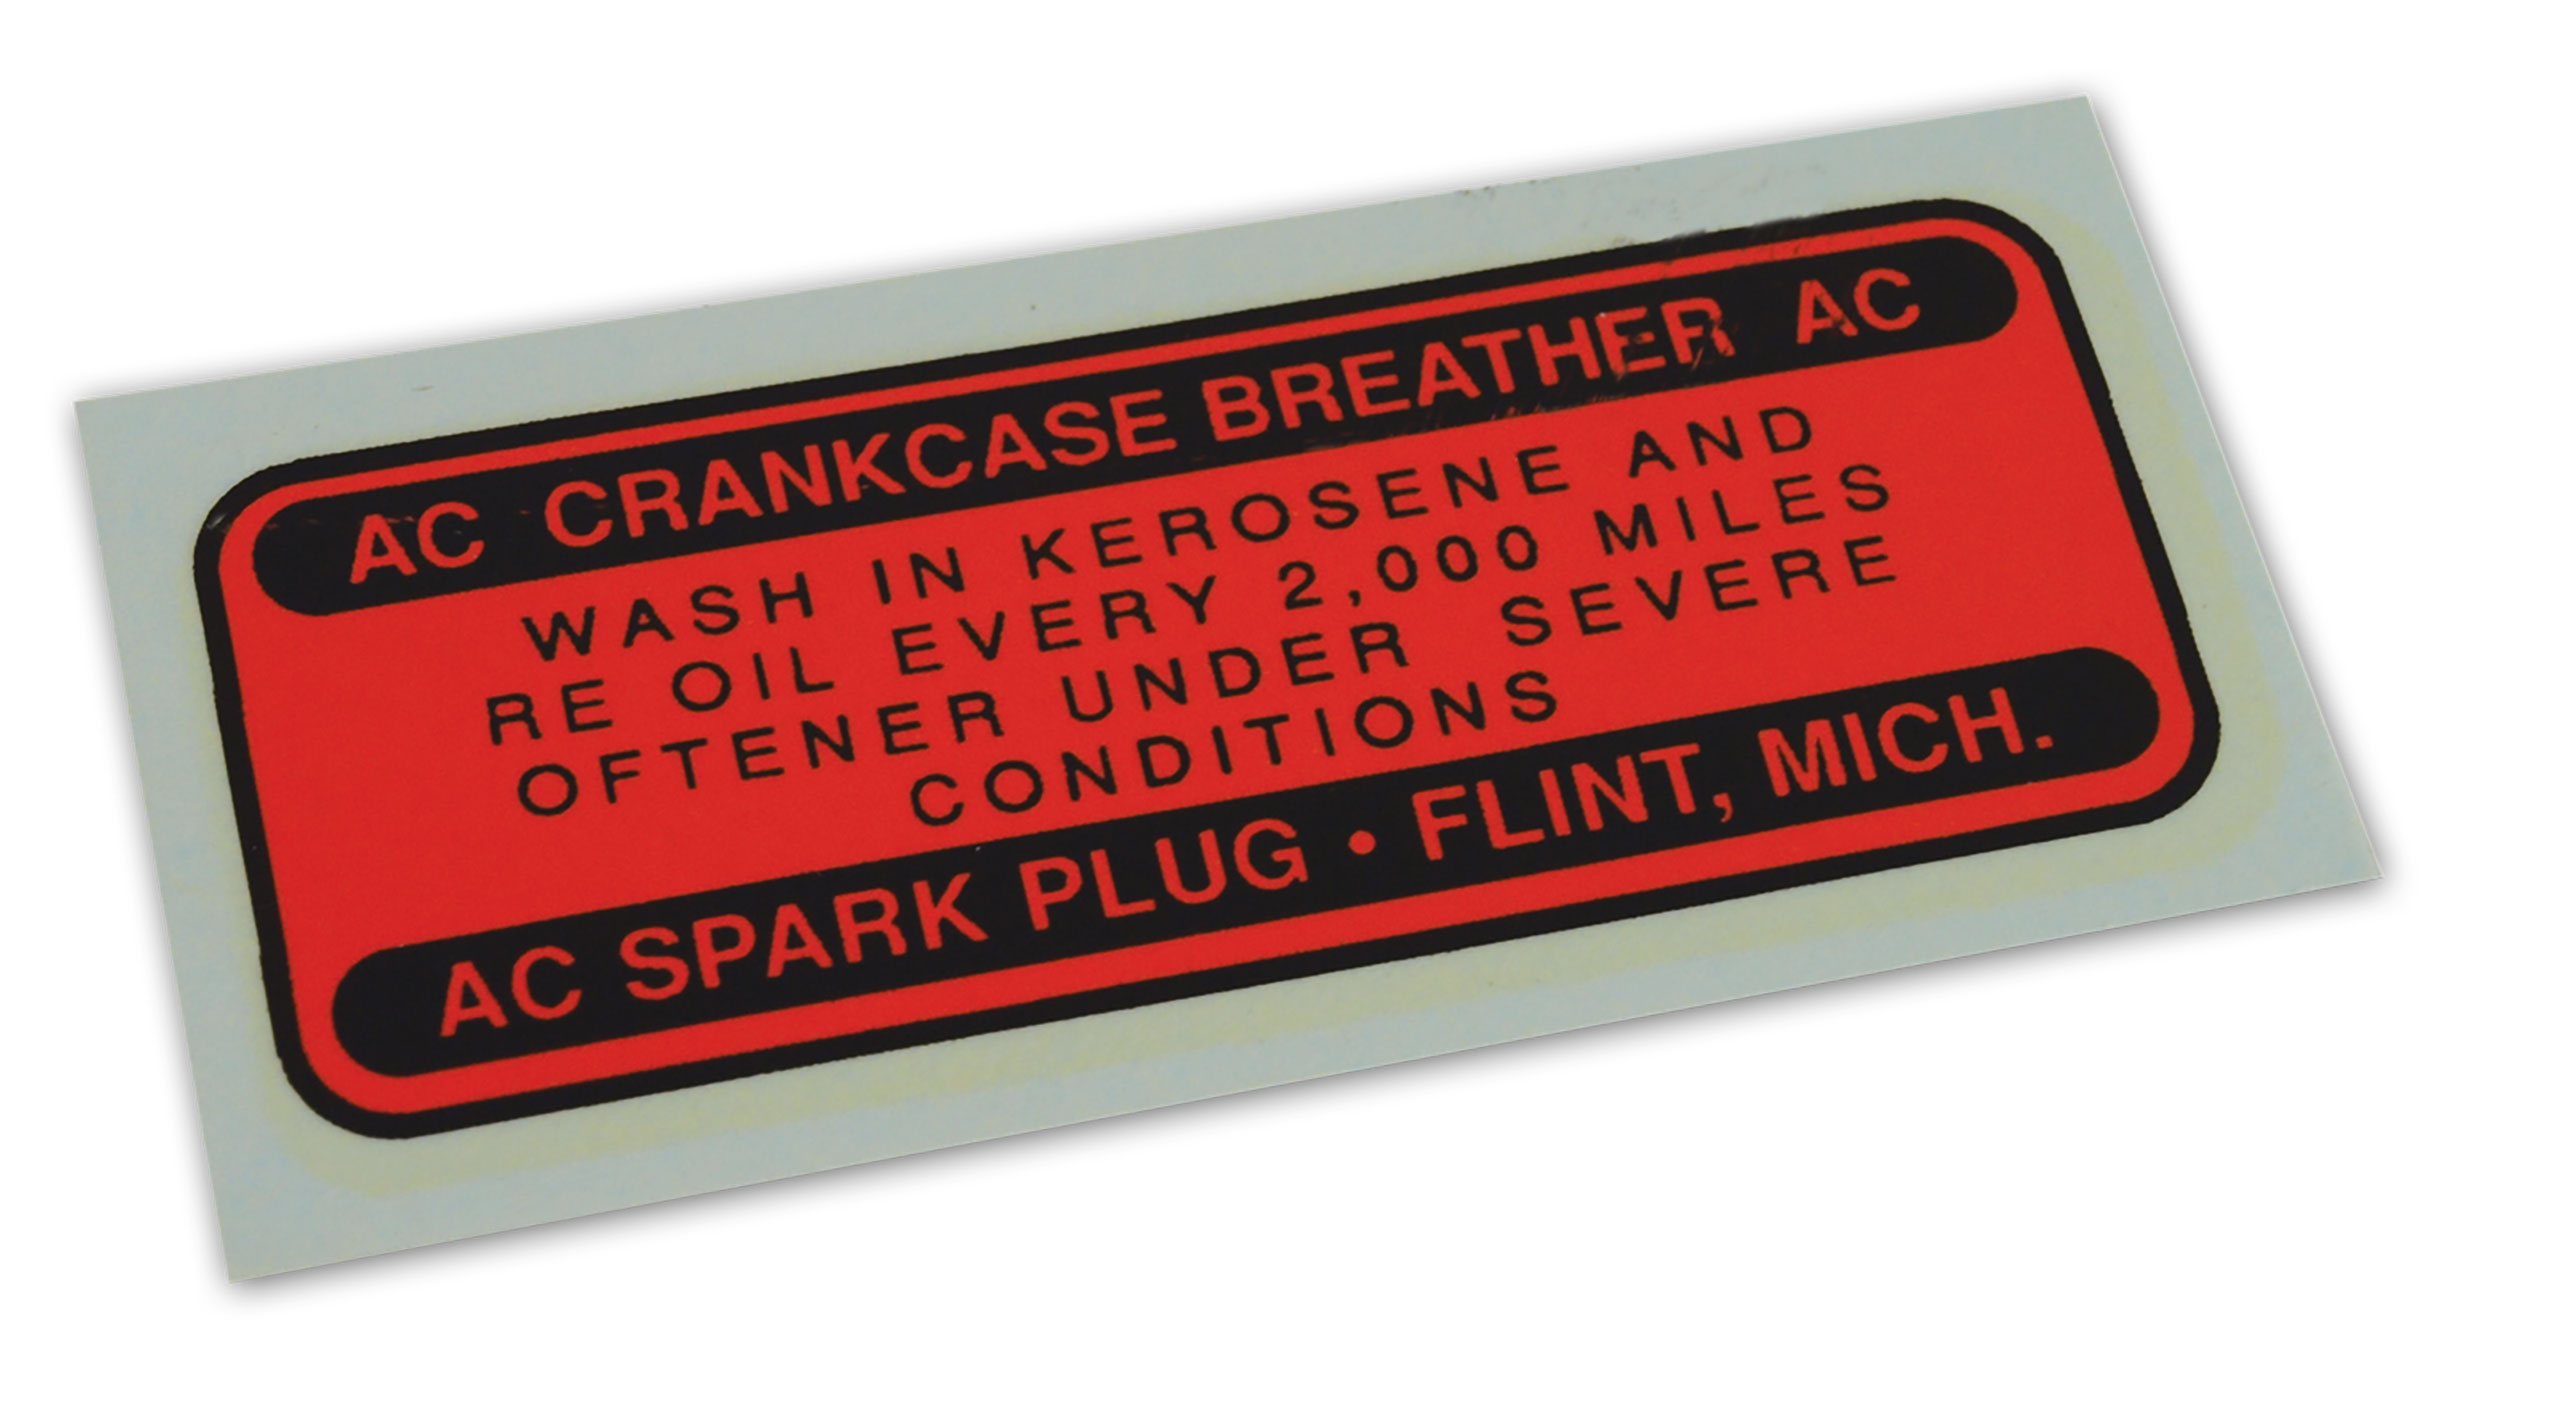 AC CRANKCASE BREATHER AC
WASH IN KEROSENE AND
RE OIL EVERY 2,000 MILES
OFTENER UNDER SEVERE
CONDITIONS
AC SPARK PLUG • FLINT, MICH.